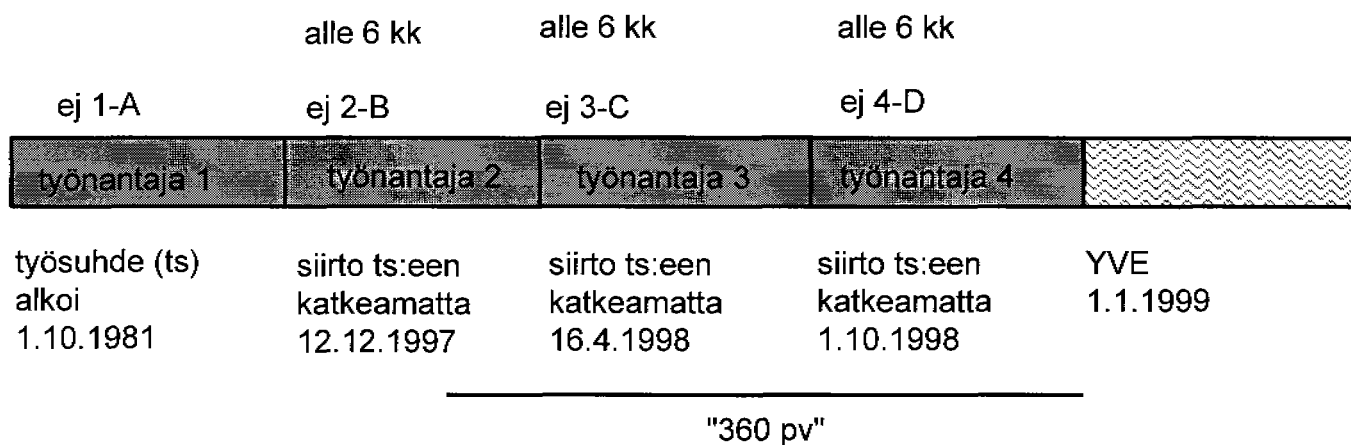 alle 6 kk alle 6 kk alle 6 kk
ej 1-A ej 2-B ej 3-C ej 4-D
työnantaja 1 työnantaja 2 työnantaja 3 työnantaja 4
työsuhde (ts)
alkoi
1.10.1981
siirto ts:een
katkeamatta
12.12.1997
siirto ts:een
katkeamatta
16.4.1998
siirto ts:een
katkeamatta
1.10.1998
YVE
1.1.1999
"360 pv"